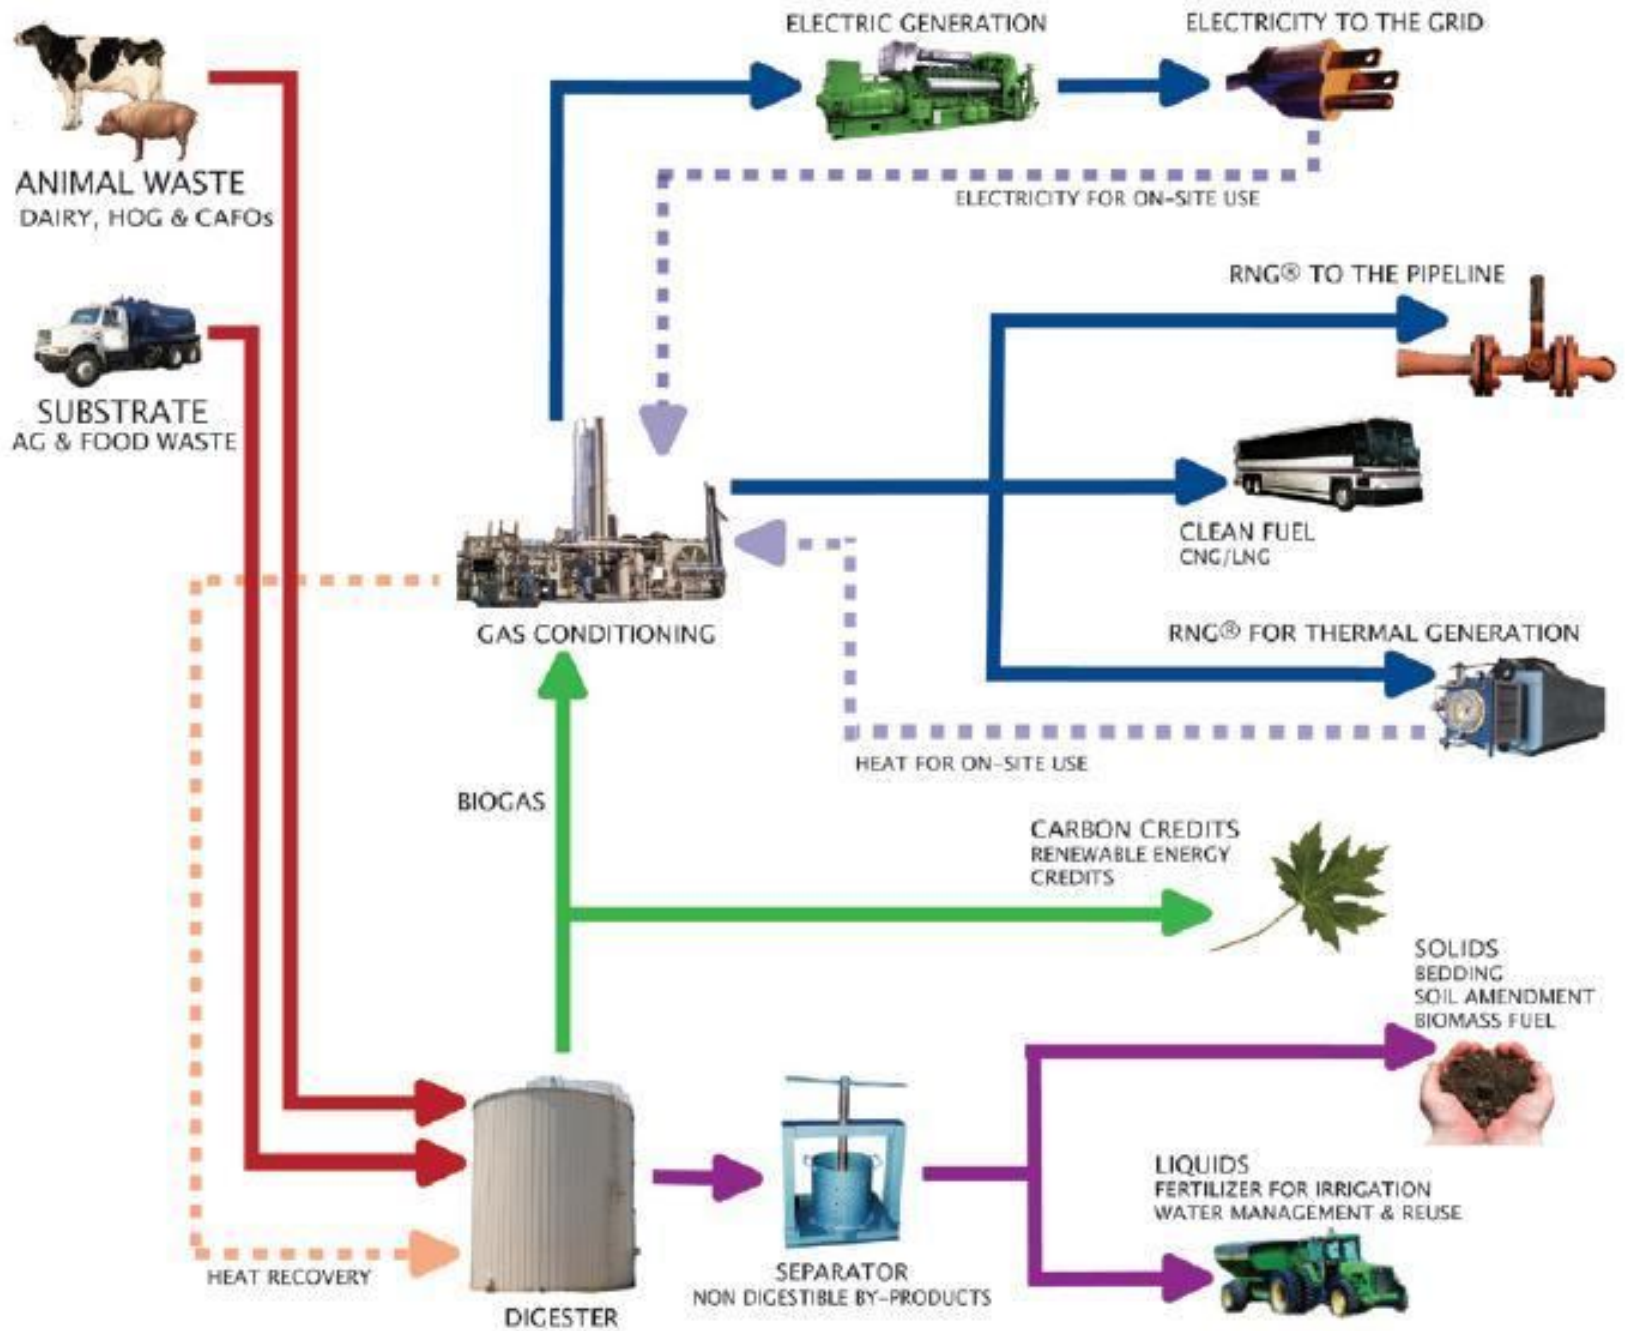 ELECTRIC GENERATION
ELECTRICITY TO THE GRID
ANIMAL WASTE
DAIRY, HOG & CAFOs
ELECTRICITY FOR ON-SITE USE
RNG® TO THE PIPELINE
SUBSTRATE
AG & FOOD WASTE
CLEAN FUEL
CNG/LNG
GAS CONDITIONING
RNG® FOR THERMAL GENERATION
HEAT FOR ON-SITE USE
BIOGAS
CARBON CREDITS
RENEWABLE ENERGY
CREDITS
SOLIDS
BEDDING
SOIL AMENDMENT
BIOMASS FUEL
LIQUIDS
FERTILIZER FOR IRRIGATION
WATER MANAGEMENT & REUSE
HEAT RECOVERY
DIGESTER
SEPARATOR
NON DIGESTIBLE BY-PRODUCTS